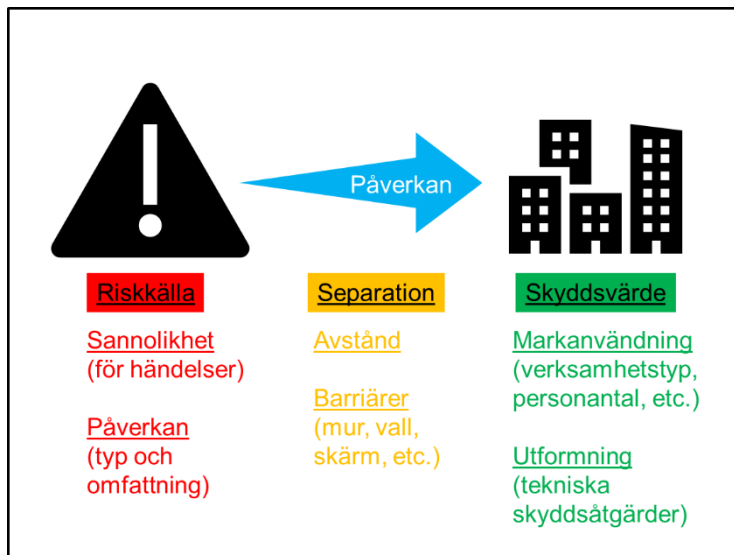 Påverkan
Riskkälla
Sannolikhet
(för händelser)
Påverkan
(typ och
omfattning)
Separation
Avstånd
Barriärer
(mur, vall,
skärm, etc.)
Skyddsvärde
Markanvändning
(verksamhetstyp,
personantal, etc.)
Utformning
(tekniska
skyddsåtgärder)